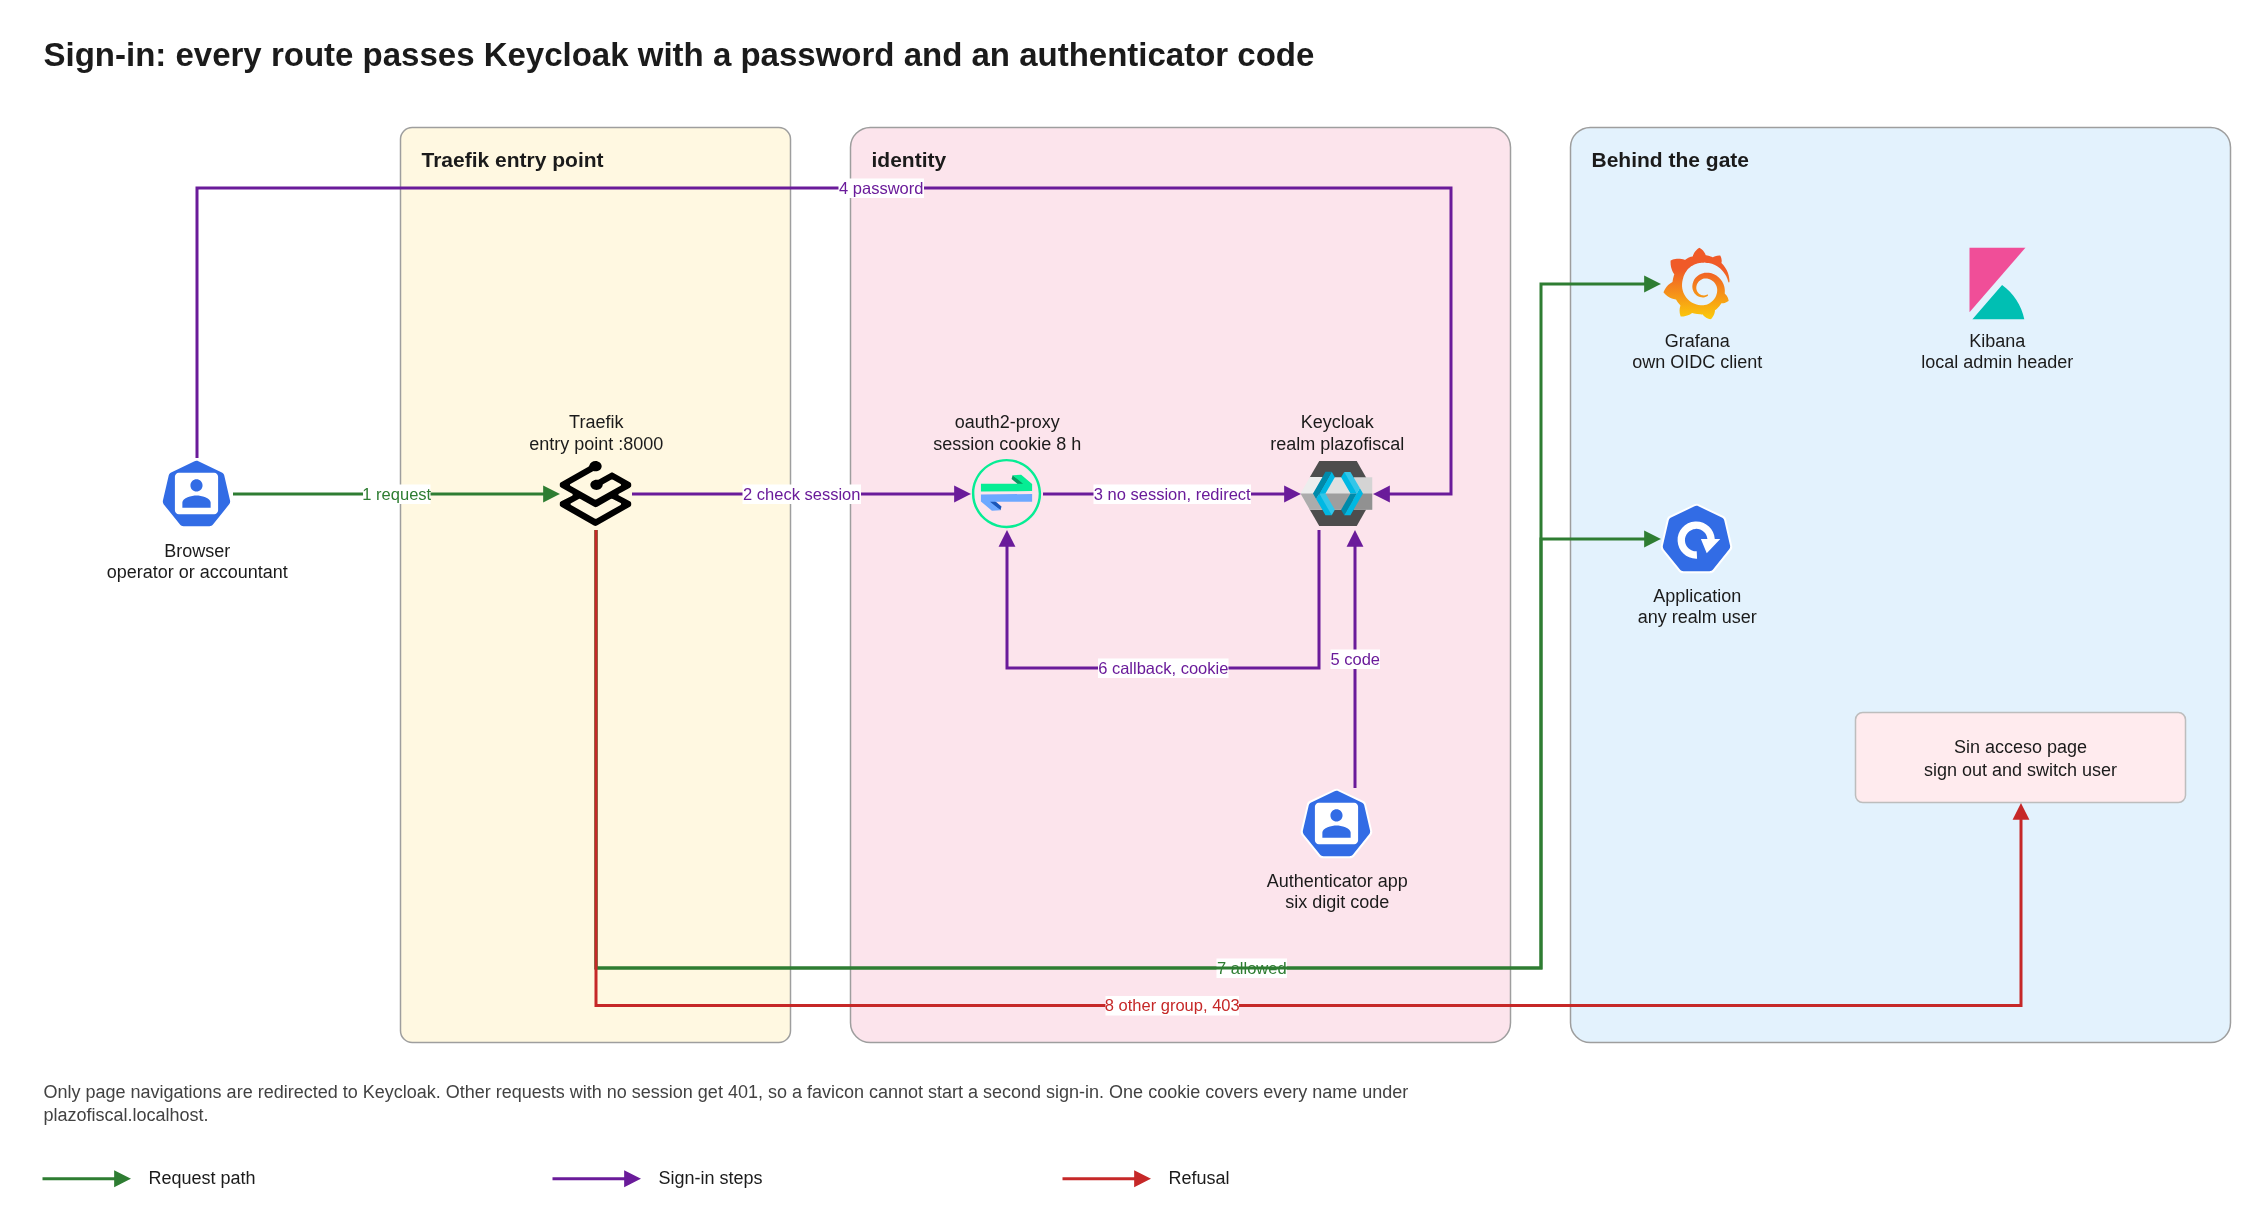 Sign-in: every route passes Keycloak with a password and an authenticator code
Traefik entry point
identity
Behind the gate
4 password
Grafana
own OIDC client
Kibana
local admin header
Traefik
entry point :8000
oauth2-proxy
session cookie 8 h
Keycloak
realm plazofiscal
1 request
2 check session
3 no session, redirect
Browser
operator or accountant
Application
any realm user
6 callback, cookie
5 code
Sin acceso page
sign out and switch user
Authenticator app
six digit code
7 allowed
8 other group, 403
Only page navigations are redirected to Keycloak. Other requests with no session get 401, so a favicon cannot start a second sign-in. One cookie covers every name under
plazofiscal.localhost.
Request path
Sign-in steps
Refusal